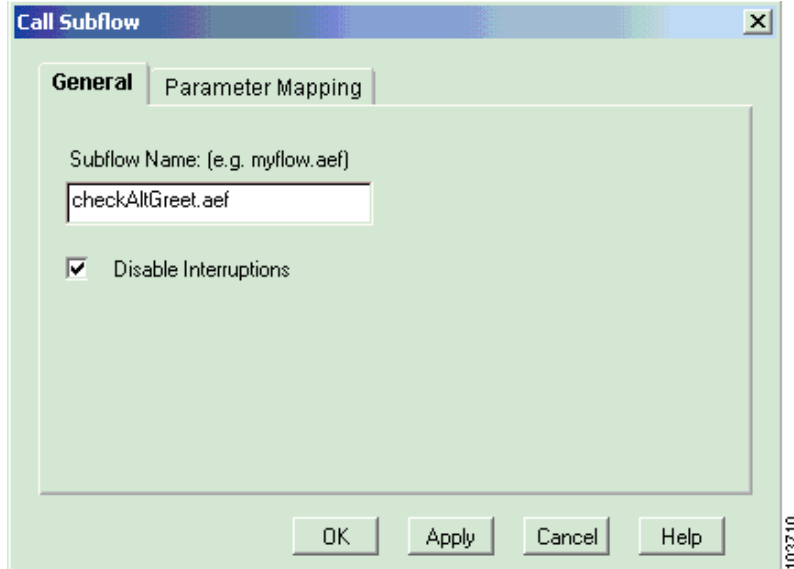 Call Subflow
General
Parameter Mapping
Subflow Name: (e.g. myflow.aef)
checkAltGreet.aef
Disable Interruptions
OK
Apply
Cancel
Help
103710